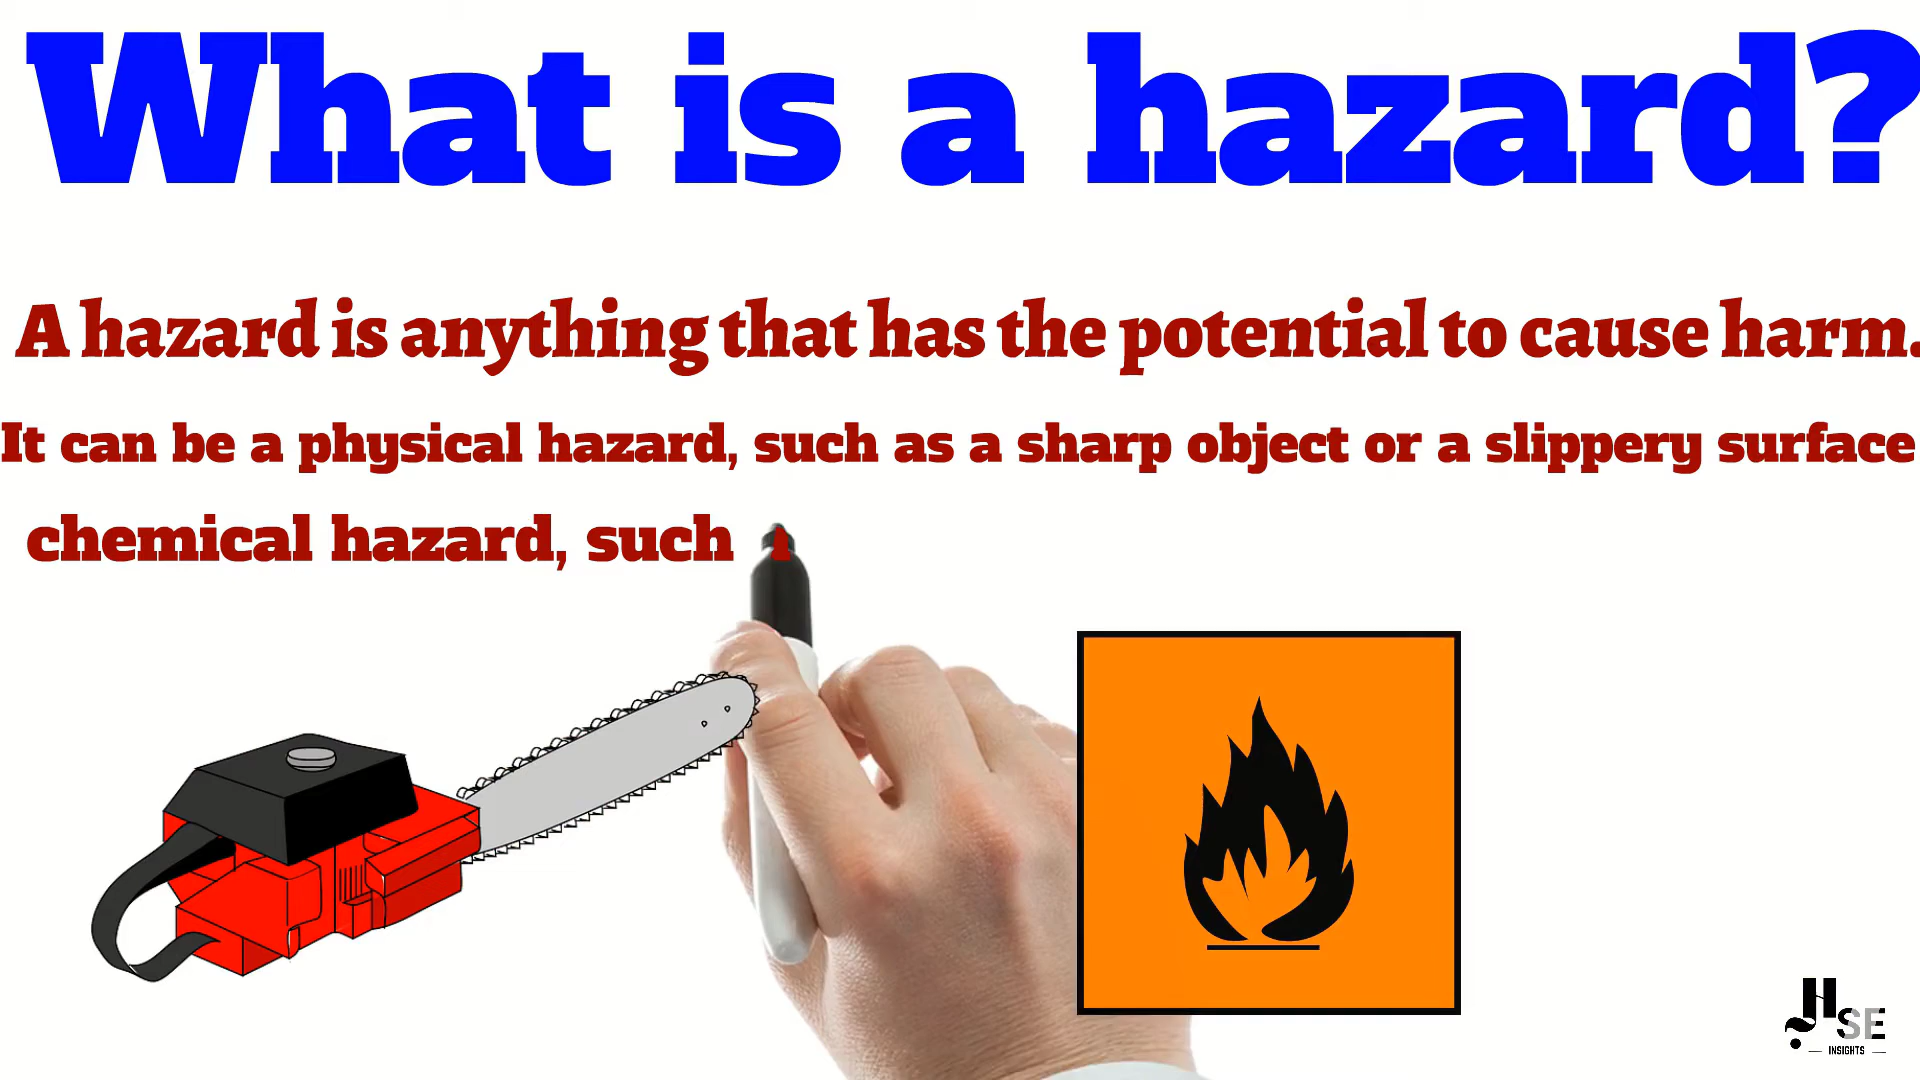 What is a hazard?
A hazard is anything that has the potential to cause harm.
It can be a physical hazard, such as a sharp object or a slippery surface
chemical hazard, such
HSE
INSIGHTS